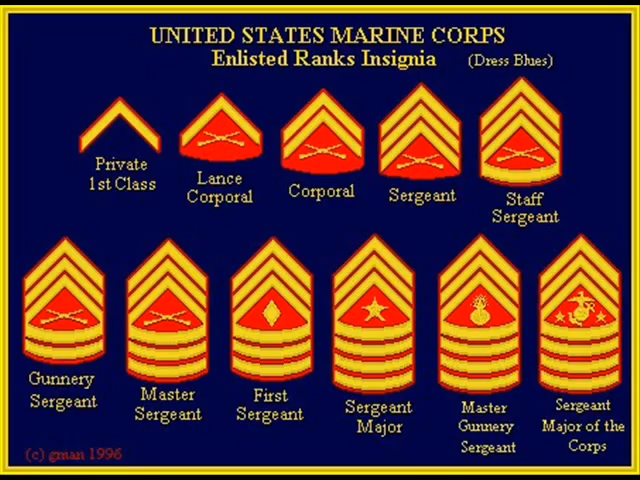 UNITED STATES MARINE CORPS
Enlisted Ranks Insignia (Dress Blues)
Private
1st Class
Lance
Corporal
Corporal
Sergeant
Staff
Sergeant
Gunnery
Sergeant
Master
Sergeant
First
Sergeant
Sergeant
Major
Master
Gunnery
Sergeant
Sergeant
Major of the
Corps
(c) gman 1996